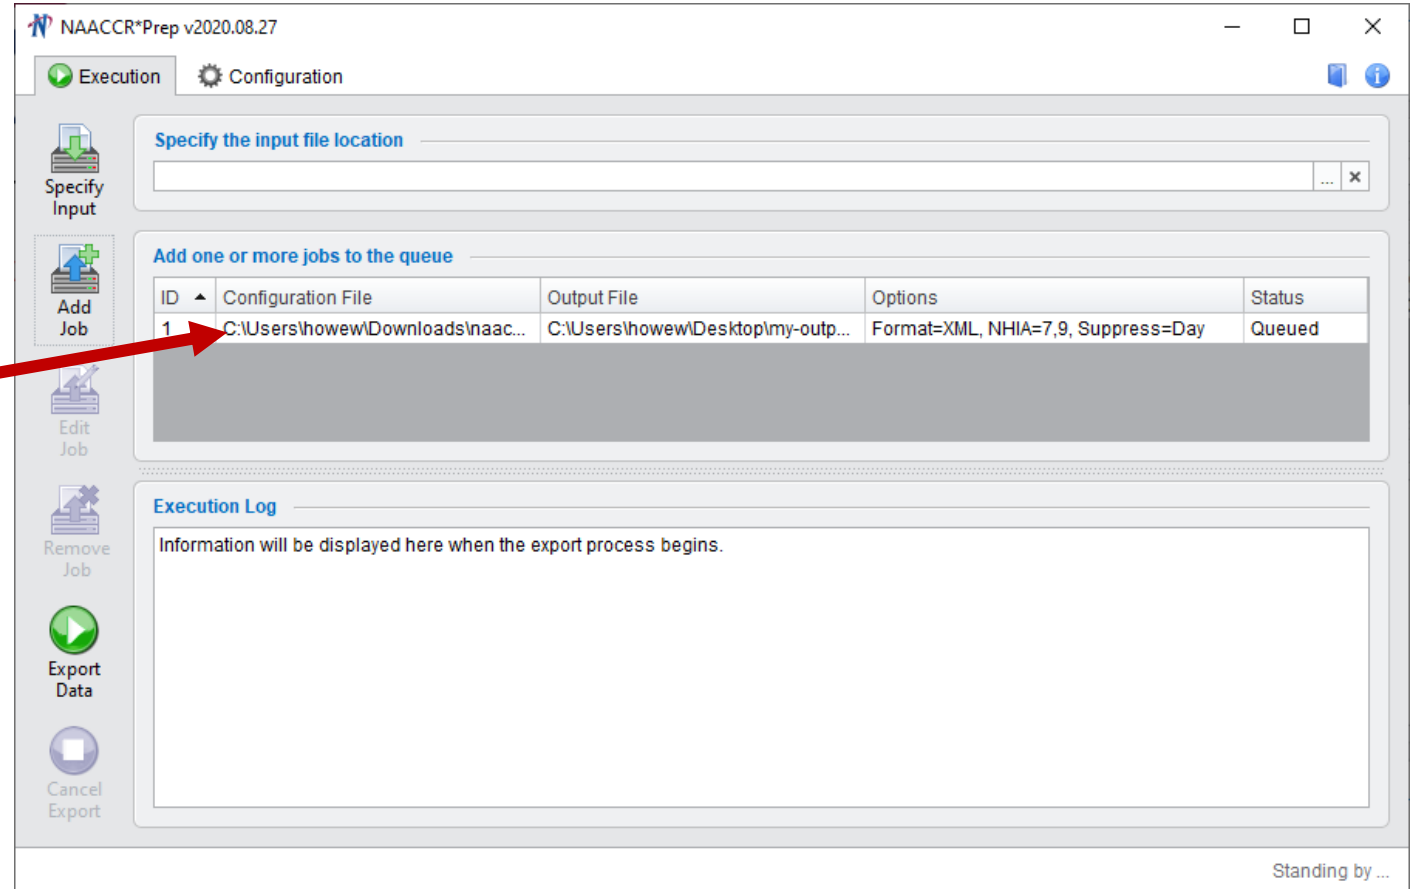 NAACCR*Prep v2020.08.27
Execution
Configuration
Specify
Input
Specify the input file location
...
Add
Job
Add one or more jobs to the queue
ID Configuration File Output File Options Status
1 C:\Users\howew\Downloads\naac... C:\Users\howew\Desktop\my-outp... Format=XML, NHIA=7,9, Suppress=Day Queued
Edit
Job
Remove
Job
Execution Log
Information will be displayed here when the export process begins.
Export
Data
Cancel
Export
Standing by ...